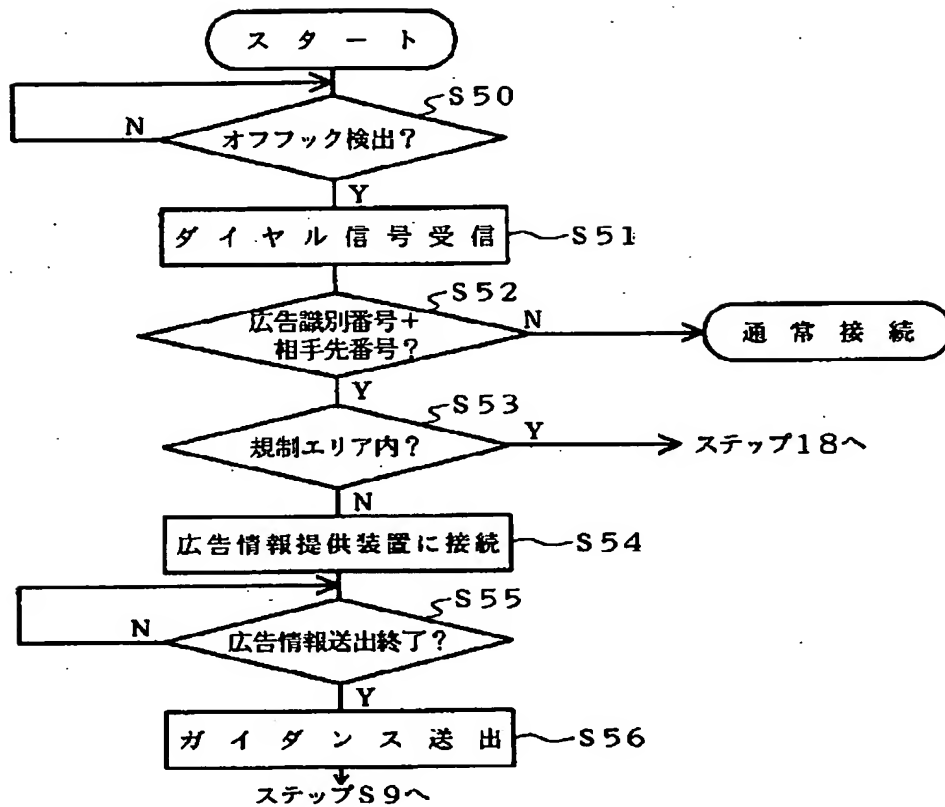 スタート
S50
N
オフフック検出?
Y
ダイヤル信号受信
S51
S52
広告識別番号+
相手先番号?
N
通常接続
Y
S53
規制エリア内?
Y
ステップ18へ
N
広告情報提供装置に接続
S54
S55
N
広告情報送出終了?
Y
ガイダンス送出
S56
ステップS9へ